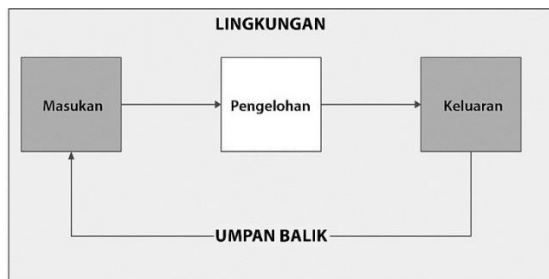 LINGKUNGAN
Masukan
Pengelohan
Keluaran
UMPAN BALIK